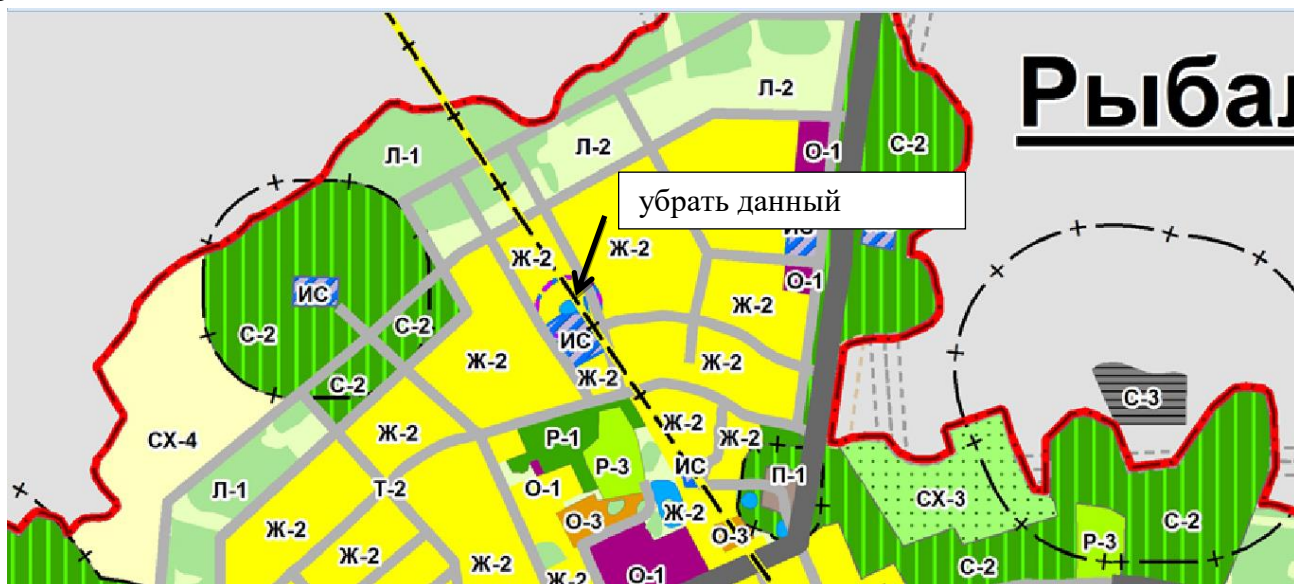 Рыбал
Л-2
Л-2
О-1
С-2
Л-1
убрать данный
Ж-2
Ж-2
ИС
О-1
ИС
Ж-2
С-2
С-2
ИС
Ж-2
Ж-2
Ж-2
С-2
С-3
СХ-4
Ж-2
Р-1
Ж-2
Ж-2
Р-3
ИС
П-1
Л-1
Т-2
О-1
СХ-3
С-2
Ж-2
О-3
Ж-2
О-3
Р-3
Ж-2
Ж-2
Ж-2
О-1
С-2